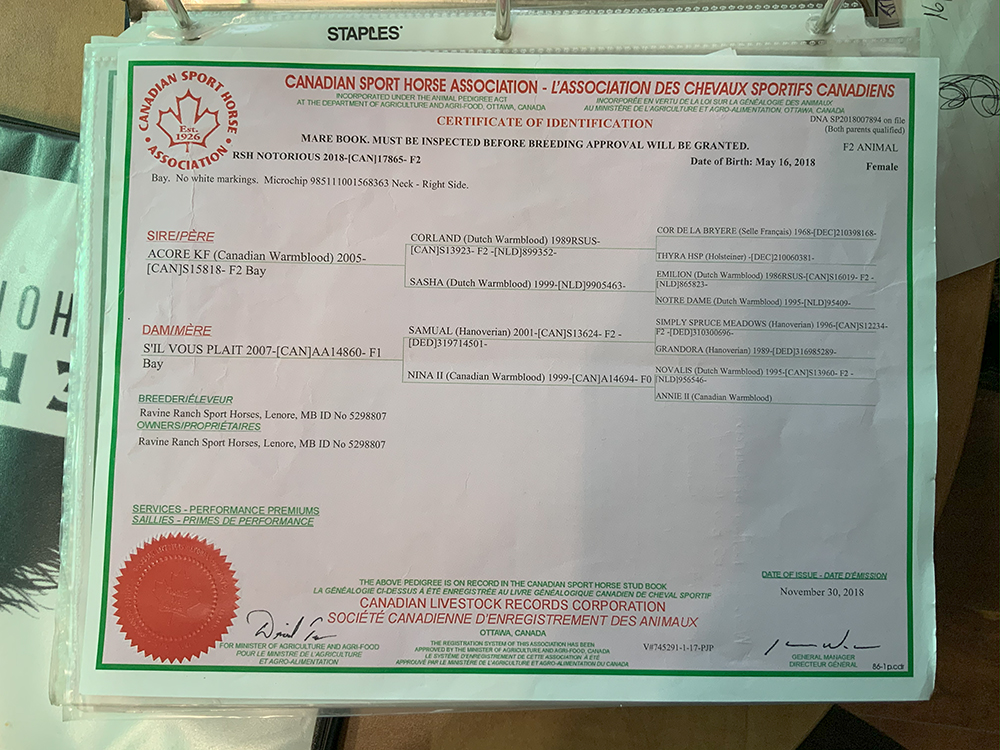 STAPLES
CANADIAN SPORT HORSE ASSOCIATION
Est.
1926
CANADIAN SPORT HORSE ASSOCIATION - L'ASSOCIATION DES CHEVAUX SPORTIFS CANADIENS
INCORPORATED UNDER THE ANIMAL PEDIGREE ACT
AT THE DEPARTMENT OF AGRICULTURE AND AGRI-FOOD, OTTAWA, CANADA
INCORPORÉE EN VERTU DE LA LOI SUR LA GÉNÉALOGIE DES ANIMAUX
AU MINISTÈRE DE L'AGRICULTURE ET AGRO-ALIMENTATION, OTTAWA, CANADA
CERTIFICATE OF IDENTIFICATION
DNA SP2018007894 on file
(Both parents qualified)
MARE BOOK. MUST BE INSPECTED BEFORE BREEDING APPROVAL WILL BE GRANTED.
F2 ANIMAL
RSH NOTORIOUS 2018-[CAN]17865- F2
Date of Birth: May 16, 2018
Female
Bay. No white markings. Microchip 985111001568363 Neck - Right Side.
SIRE/PÈRE
ACORE KF (Canadian Warmblood) 2005-
[CAN]S15818- F2 Bay
CORLAND (Dutch Warmblood) 1989RSUS-
[CAN]S13923- F2 -[NLD]899352-
SASHA (Dutch Warmblood) 1999-[NLD]9905463-
COR DE LA BRYERE (Selle Français) 1968-[DEC]210398168-
THYRA HSP (Holsteiner) -[DEC]210060381-
EMILION (Dutch Warmblood) 1986RSUS-[CAN]S16019- F2 -
[NLD]865823-
NOTRE DAME (Dutch Warmblood) 1995-[NLD]95409-
DAM/MÈRE
S'IL VOUS PLAIT 2007-[CAN]AA14860- F1
Bay
SAMUAL (Hanoverian) 2001-[CAN]S13624- F2 -
[DED]319714501-
NINA II (Canadian Warmblood) 1999-[CAN]A14694- F0
SIMPLY SPRUCE MEADOWS (Hanoverian) 1996-[CAN]S12234-
F2 -[DED]310300696-
GRANDORA (Hanoverian) 1989-[DED]316985289-
NOVALIS (Dutch Warmblood) 1995-[CAN]S13960- F2 -
[NLD]956546-
ANNIE II (Canadian Warmblood)
BREEDER/ÉLEVEUR
Ravine Ranch Sport Horses, Lenore, MB ID No 5298807
OWNERS/PROPRIÉTAIRES
Ravine Ranch Sport Horses, Lenore, MB ID No 5298807
SERVICES - PERFORMANCE PREMIUMS
SAILLIES - PRIMES DE PERFORMANCE
THE ABOVE PEDIGREE IS ON RECORD IN THE CANADIAN SPORT HORSE STUD BOOK
LA GÉNÉALOGIE CI-DESSUS A ÉTÉ ENREGISTRÉE AU LIVRE GÉNÉALOGIQUE CANADIEN DE CHEVAL SPORTIF
CANADIAN LIVESTOCK RECORDS CORPORATION
SOCIÉTÉ CANADIENNE D'ENREGISTREMENT DES ANIMAUX
OTTAWA, CANADA
DATE OF ISSUE - DATE D'ÉMISSION
November 30, 2018
FOR MINISTER OF AGRICULTURE AND AGRI-FOOD
POUR LE MINISTRE DE L'AGRICULTURE
ET AGRO-ALIMENTATION
THE REGISTRATION SYSTEM OF THIS ASSOCIATION HAS BEEN
APPROVED BY THE MINISTER OF AGRICULTURE AND AGRI-FOOD, CANADA
LE SYSTÈME D'ENREGISTREMENT DE CETTE ASSOCIATION A ÉTÉ
APPROUVÉ PAR LE MINISTÈRE DE L'AGRICULTURE ET AGRO-ALIMENTATION DU CANADA
V#745291-1-17-PJP
GENERAL MANAGER
DIRECTEUR GÉNÉRAL
86-1p.cdr